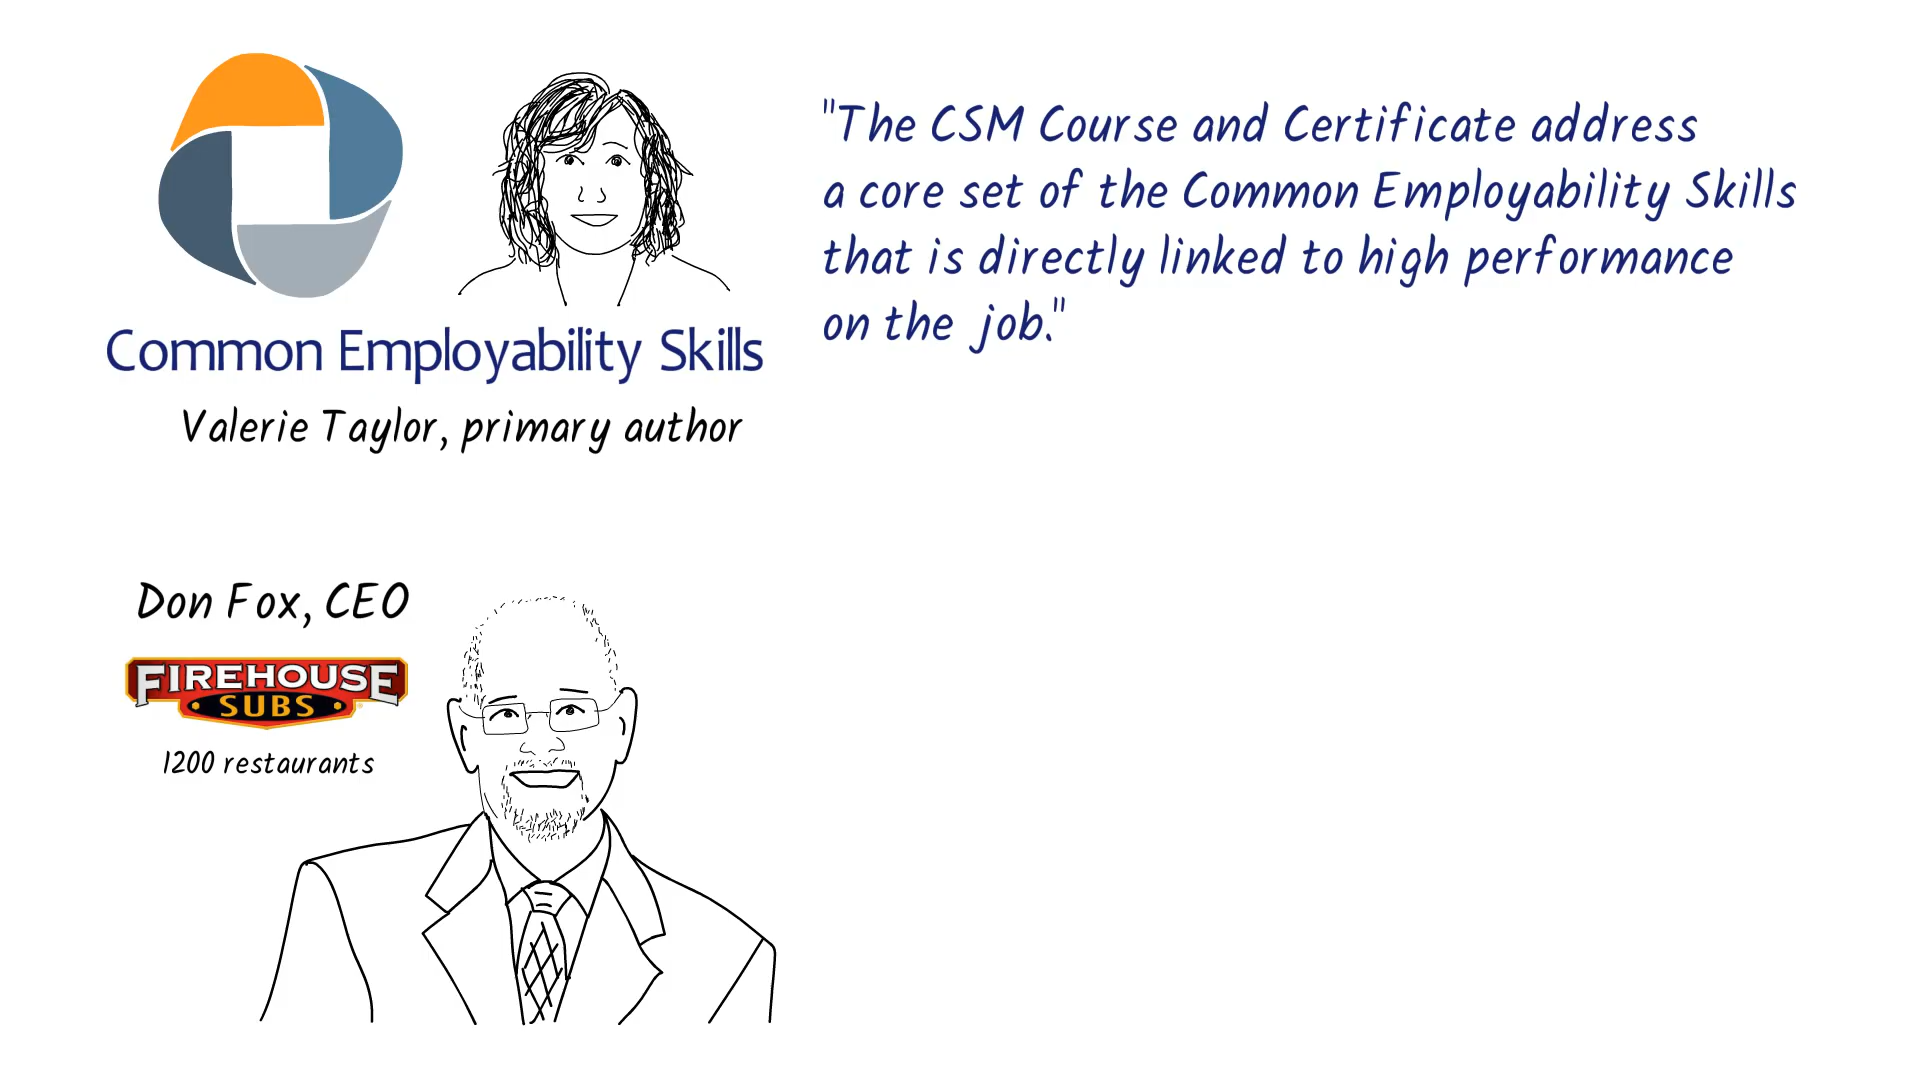 Common Employability Skills
Valerie Taylor, primary author
"The CSM Course and Certificate address
a core set of the Common Employability Skills
that is directly linked to high performance
on the job."
Don Fox, CEO
FIREHOUSE
SUBS
1200 restaurants